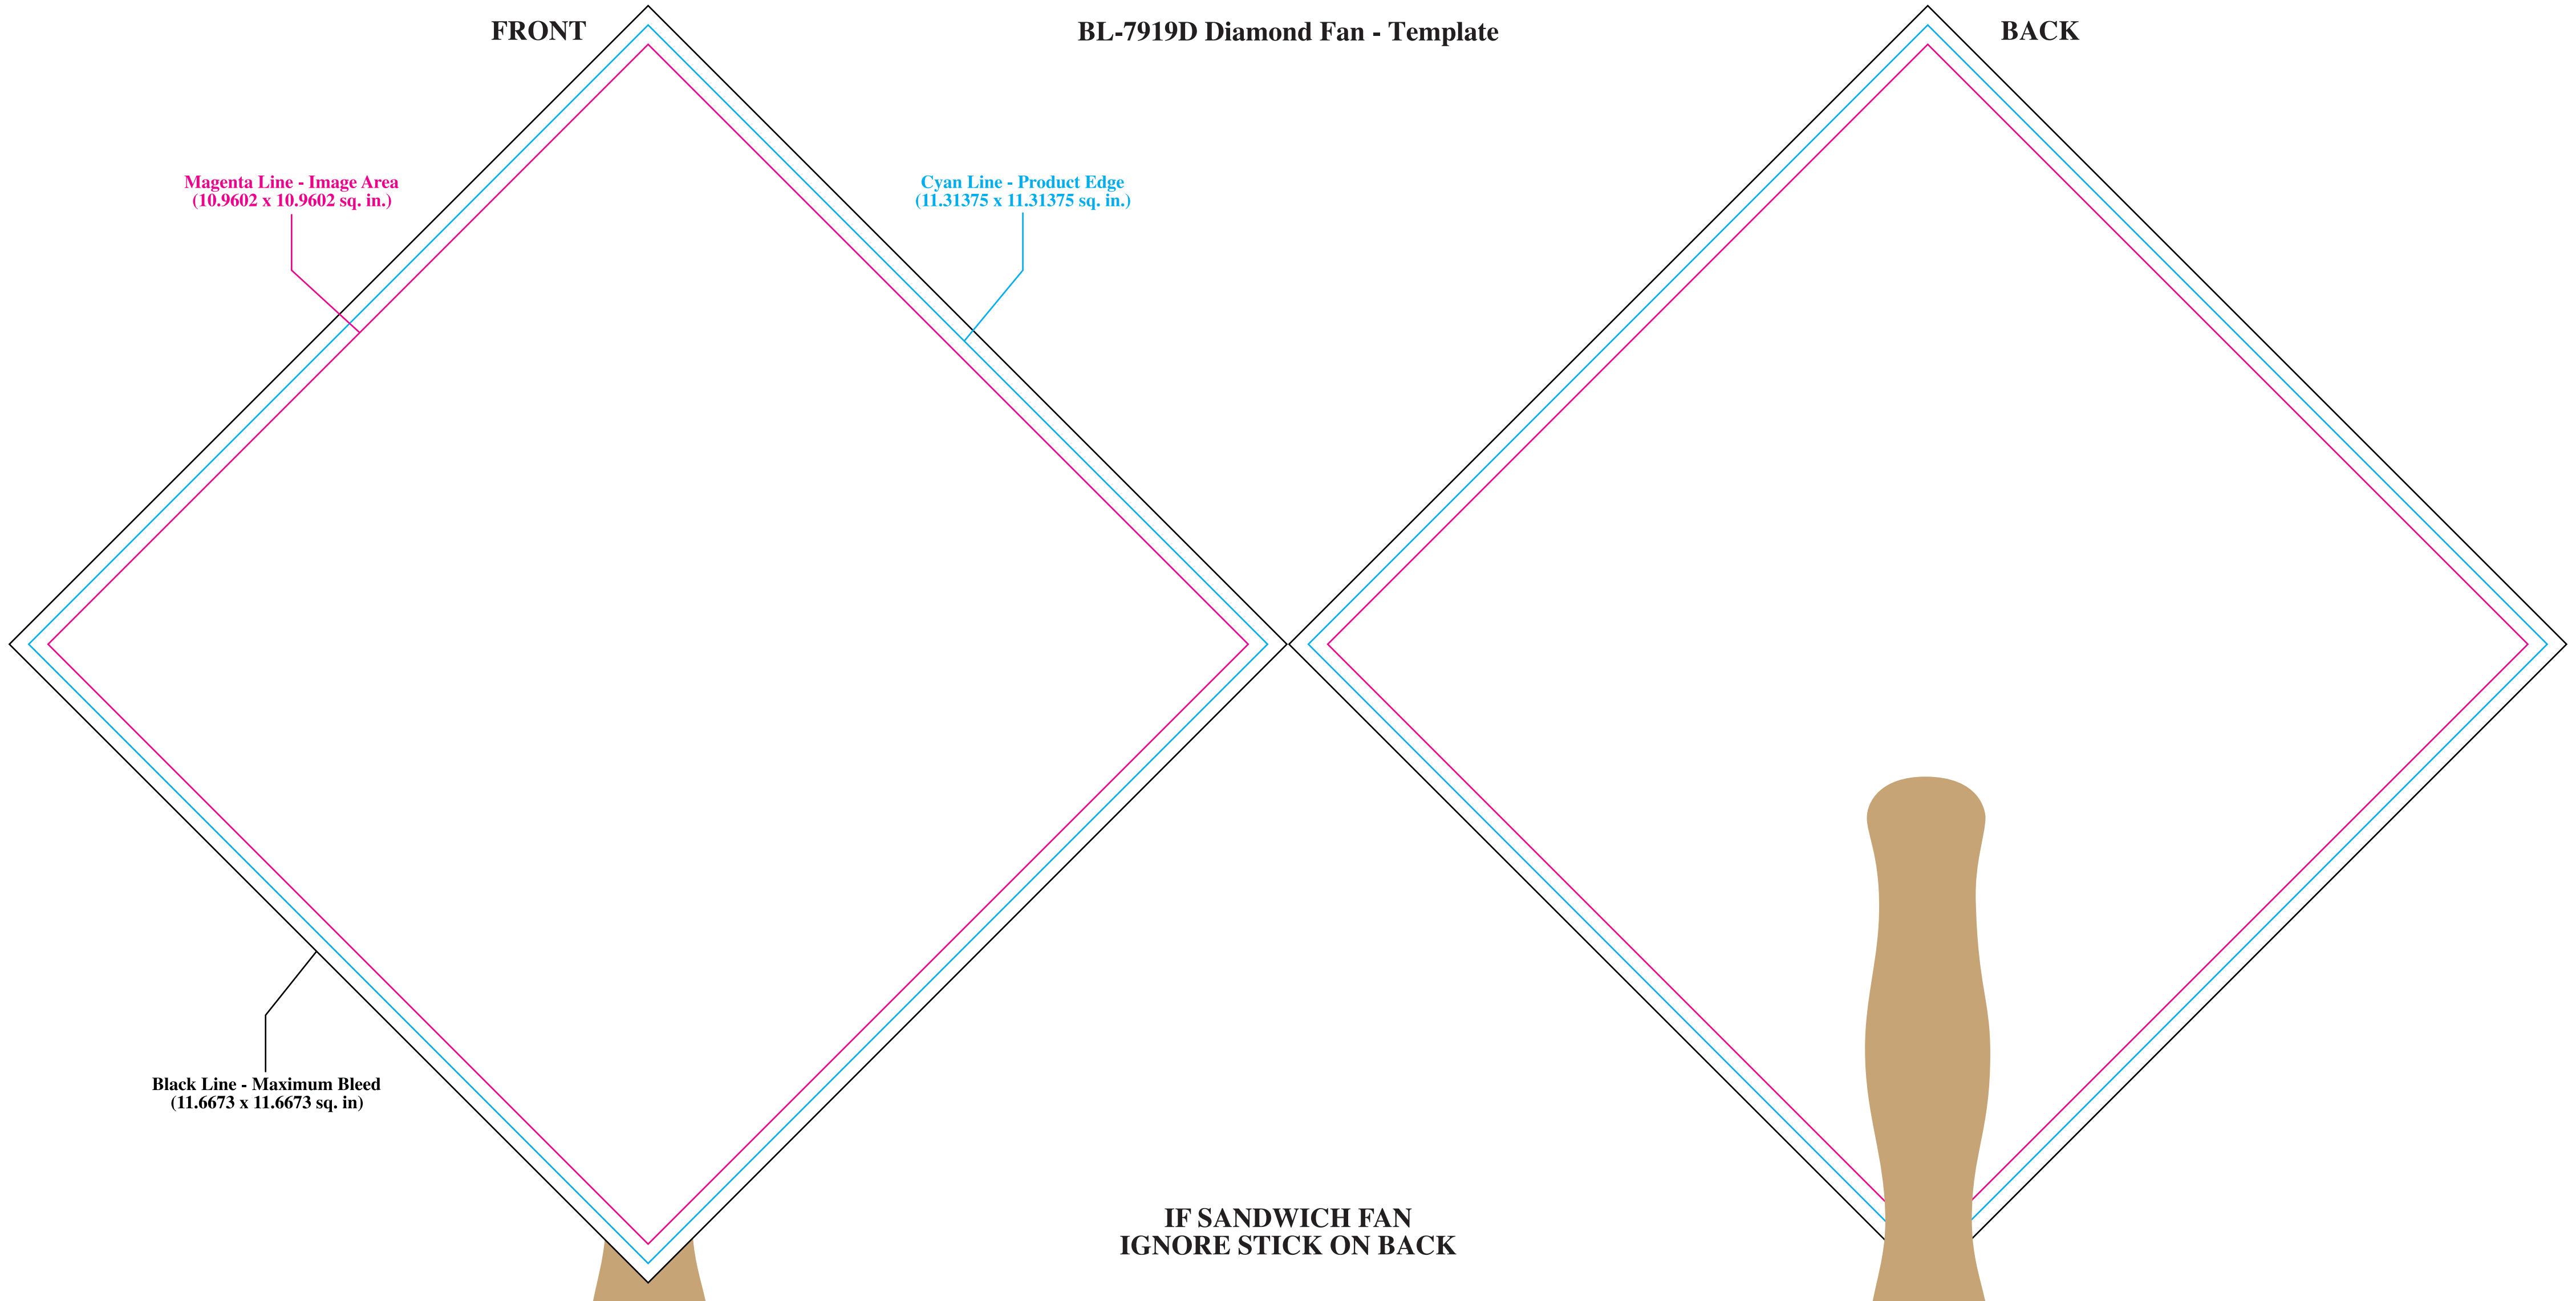 FRONT
BL-7919D Diamond Fan - Template
BACK
Magenta Line - Image Area
(10.9602 x 10.9602 sq. in.)
Cyan Line - Product Edge
(11.31375 x 11.31375 sq. in.)
Black Line - Maximum Bleed
(11.6673 x 11.6673 sq. in)
IF SANDWICH FAN
IGNORE STICK ON BACK